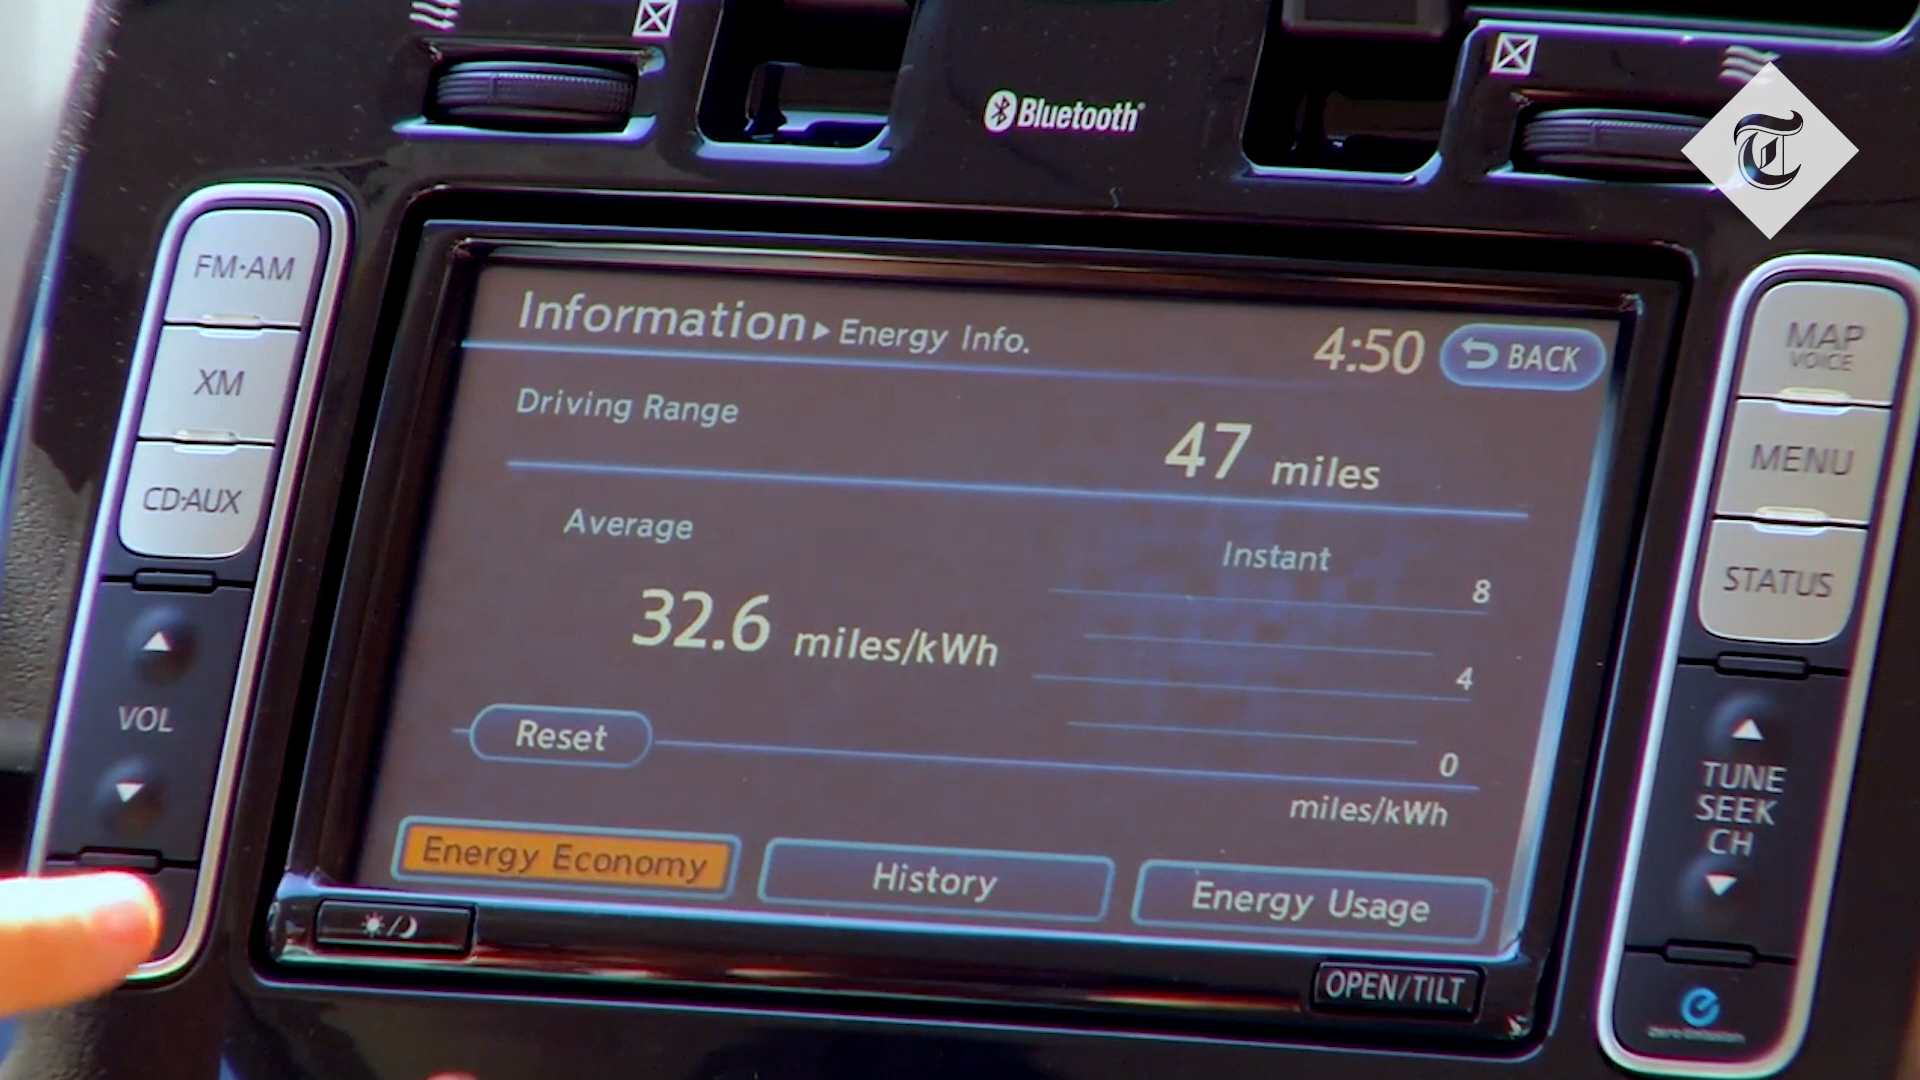 Bluetooth
T
FM·AM
XM
CD·AUX
VOL
Information ▸ Energy Info.
4:50
BACK
Driving Range
47 miles
Average
32.6 miles/kWh
Instant
8
4
0
miles/kWh
Reset
Energy Economy
History
Energy Usage
OPEN/TILT
MAP
VOICE
MENU
STATUS
TUNE
SEEK
CH
Zero Emission